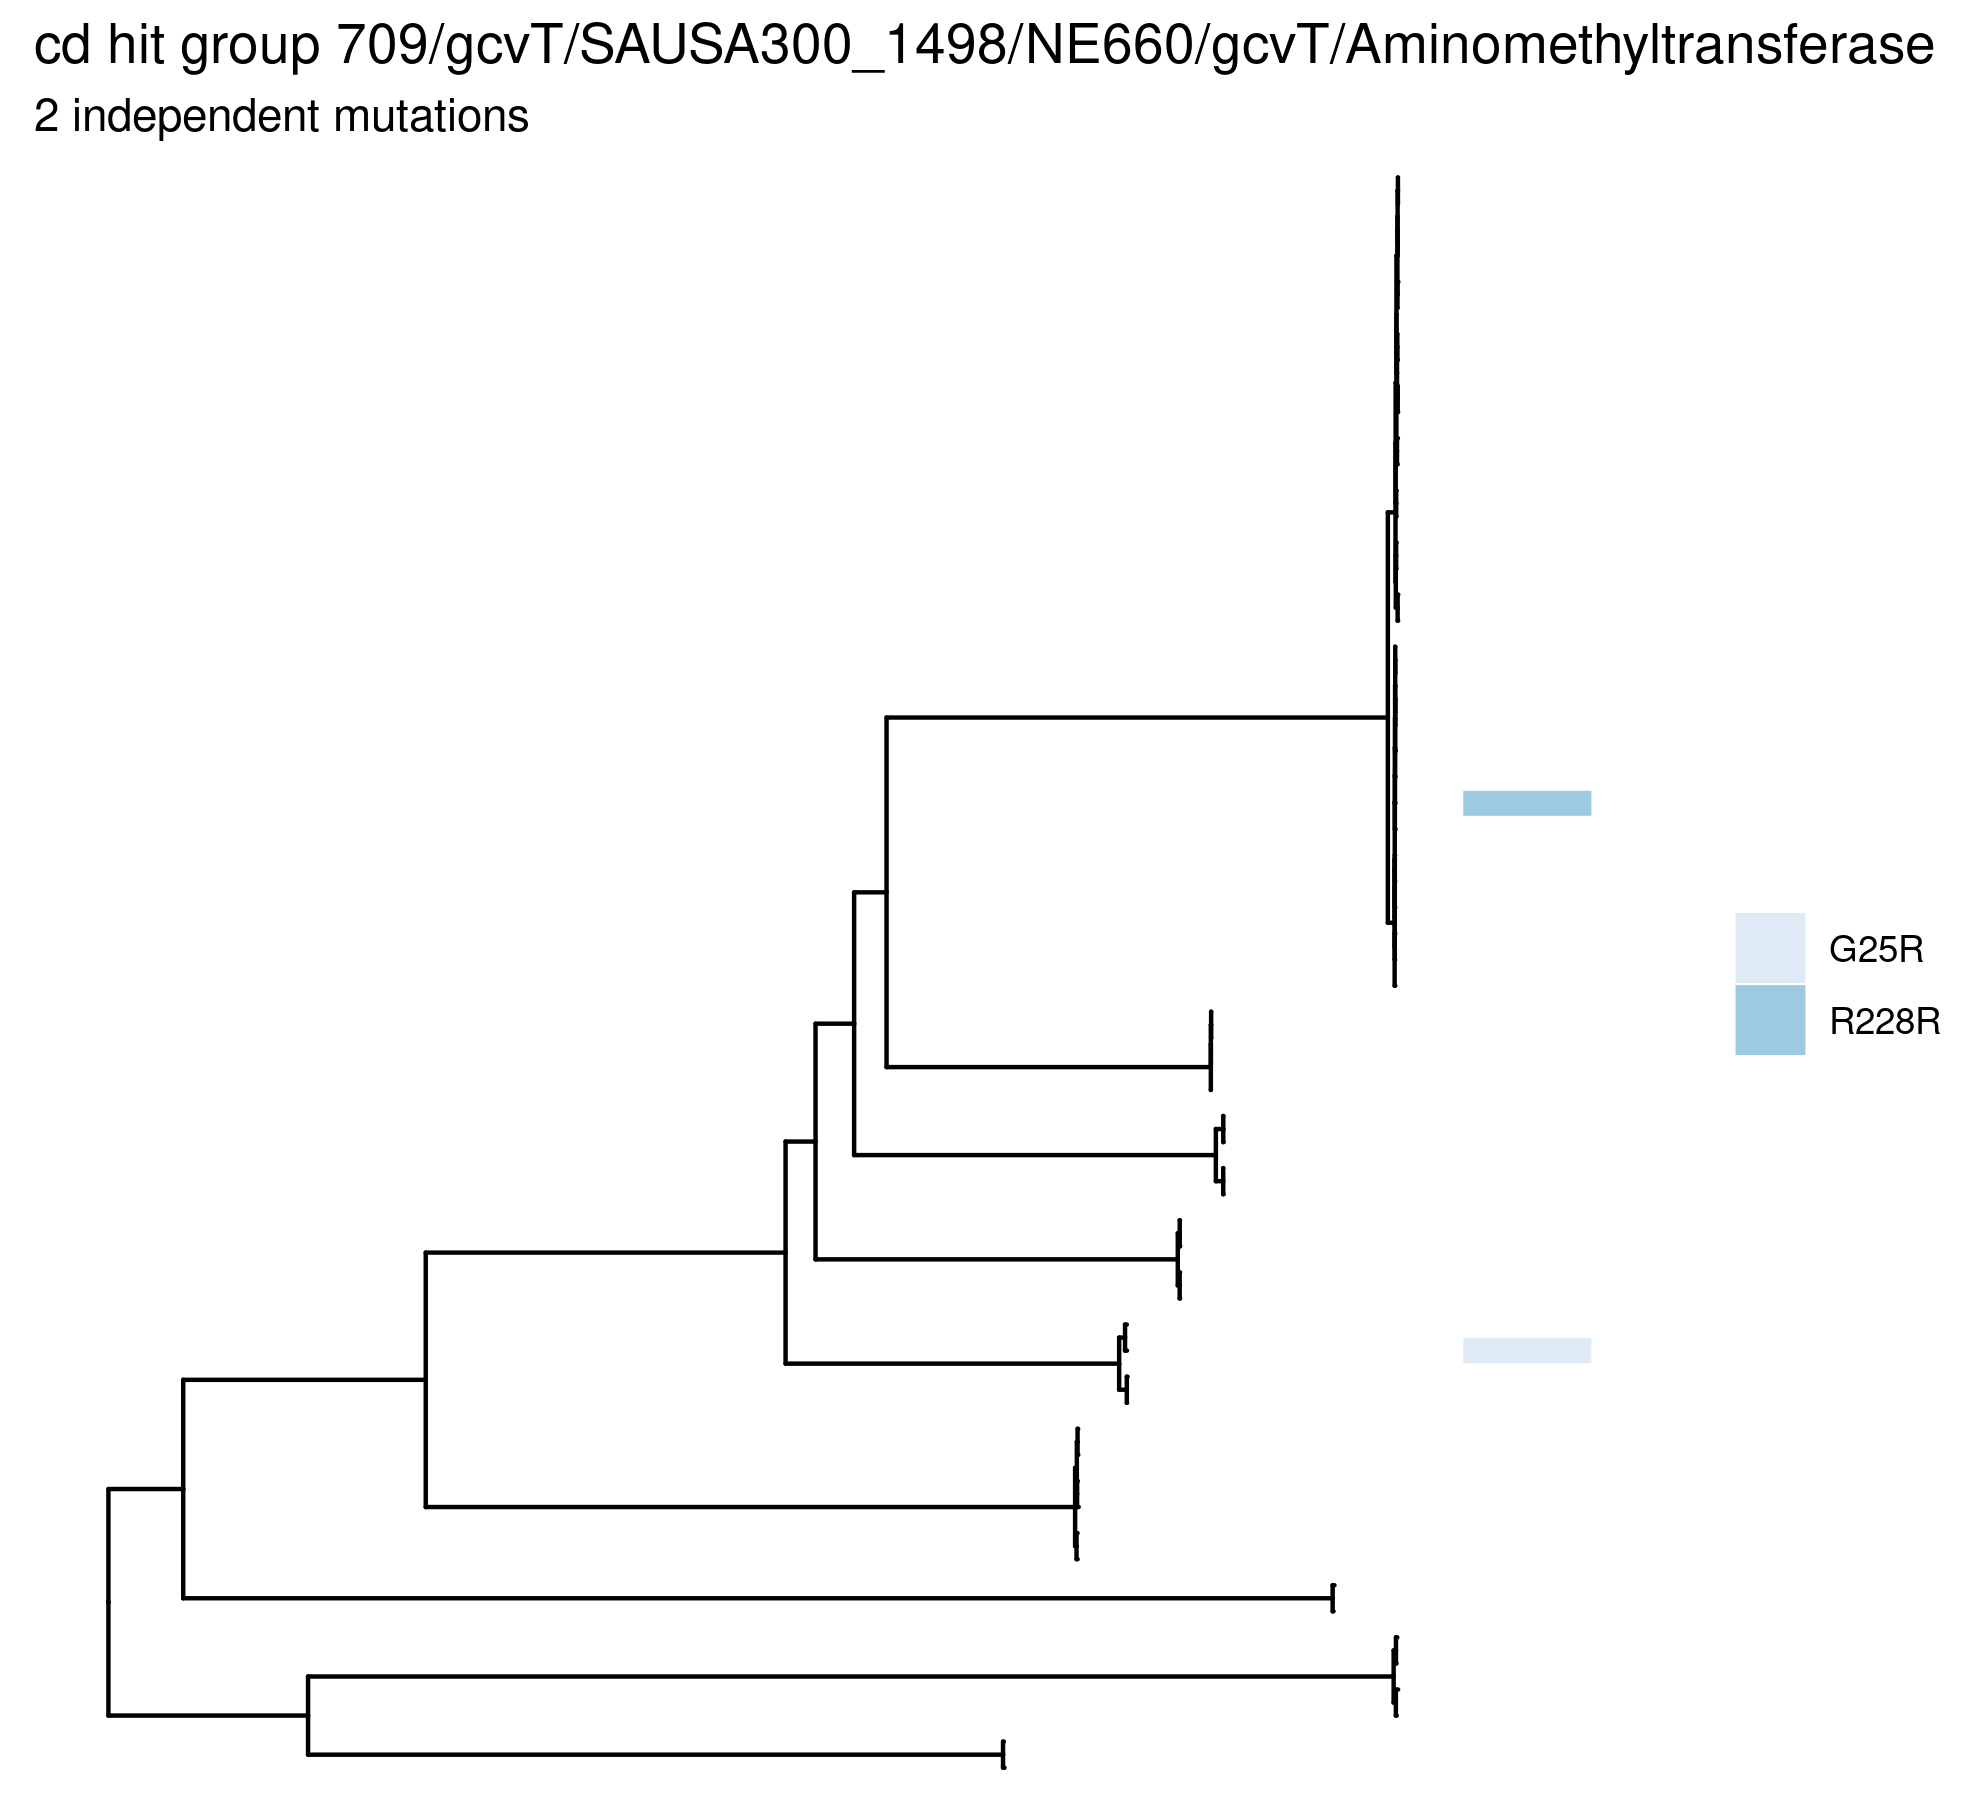 cd hit group 709/gcvT/SAUSA300_1498/NE660/gcvT/Aminomethyltransferase
2 independent mutations
G25R
R228R